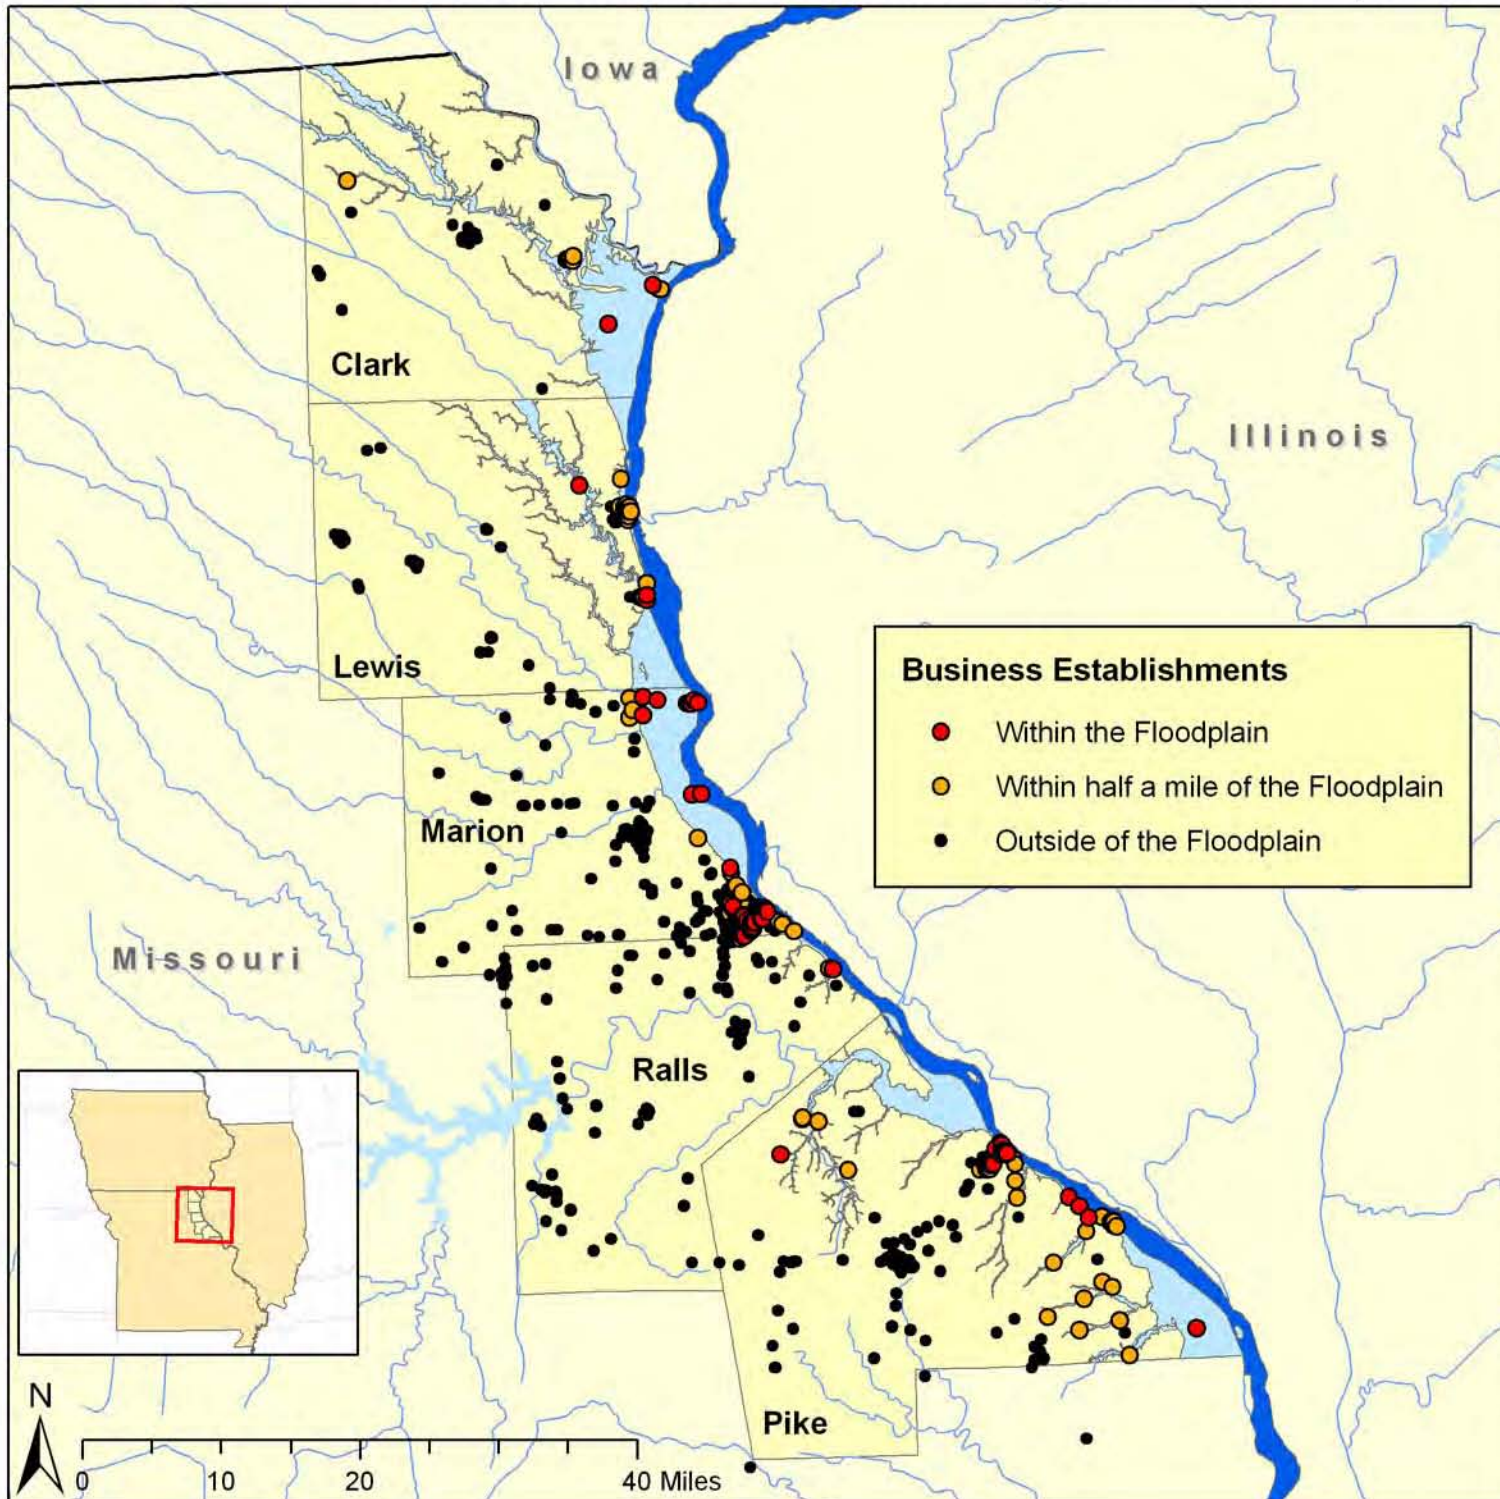 Iowa
Clark
Illinois
Business Establishments
Within the Floodplain
Within half a mile of the Floodplain
Outside of the Floodplain
Lewis
Marion
Missouri
Ralls
Pike
N
0 10 20 40 Miles